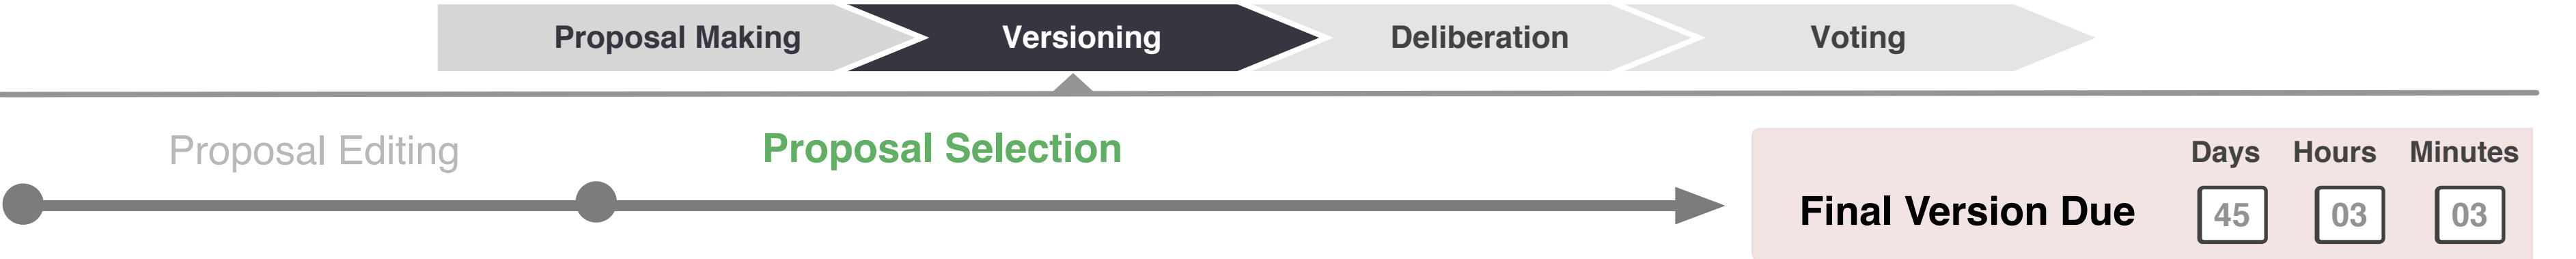 Proposal Making
Versioning
Deliberation
Voting
Proposal Editing
Proposal Selection
Days Hours Minutes
Final Version Due 45 03 03